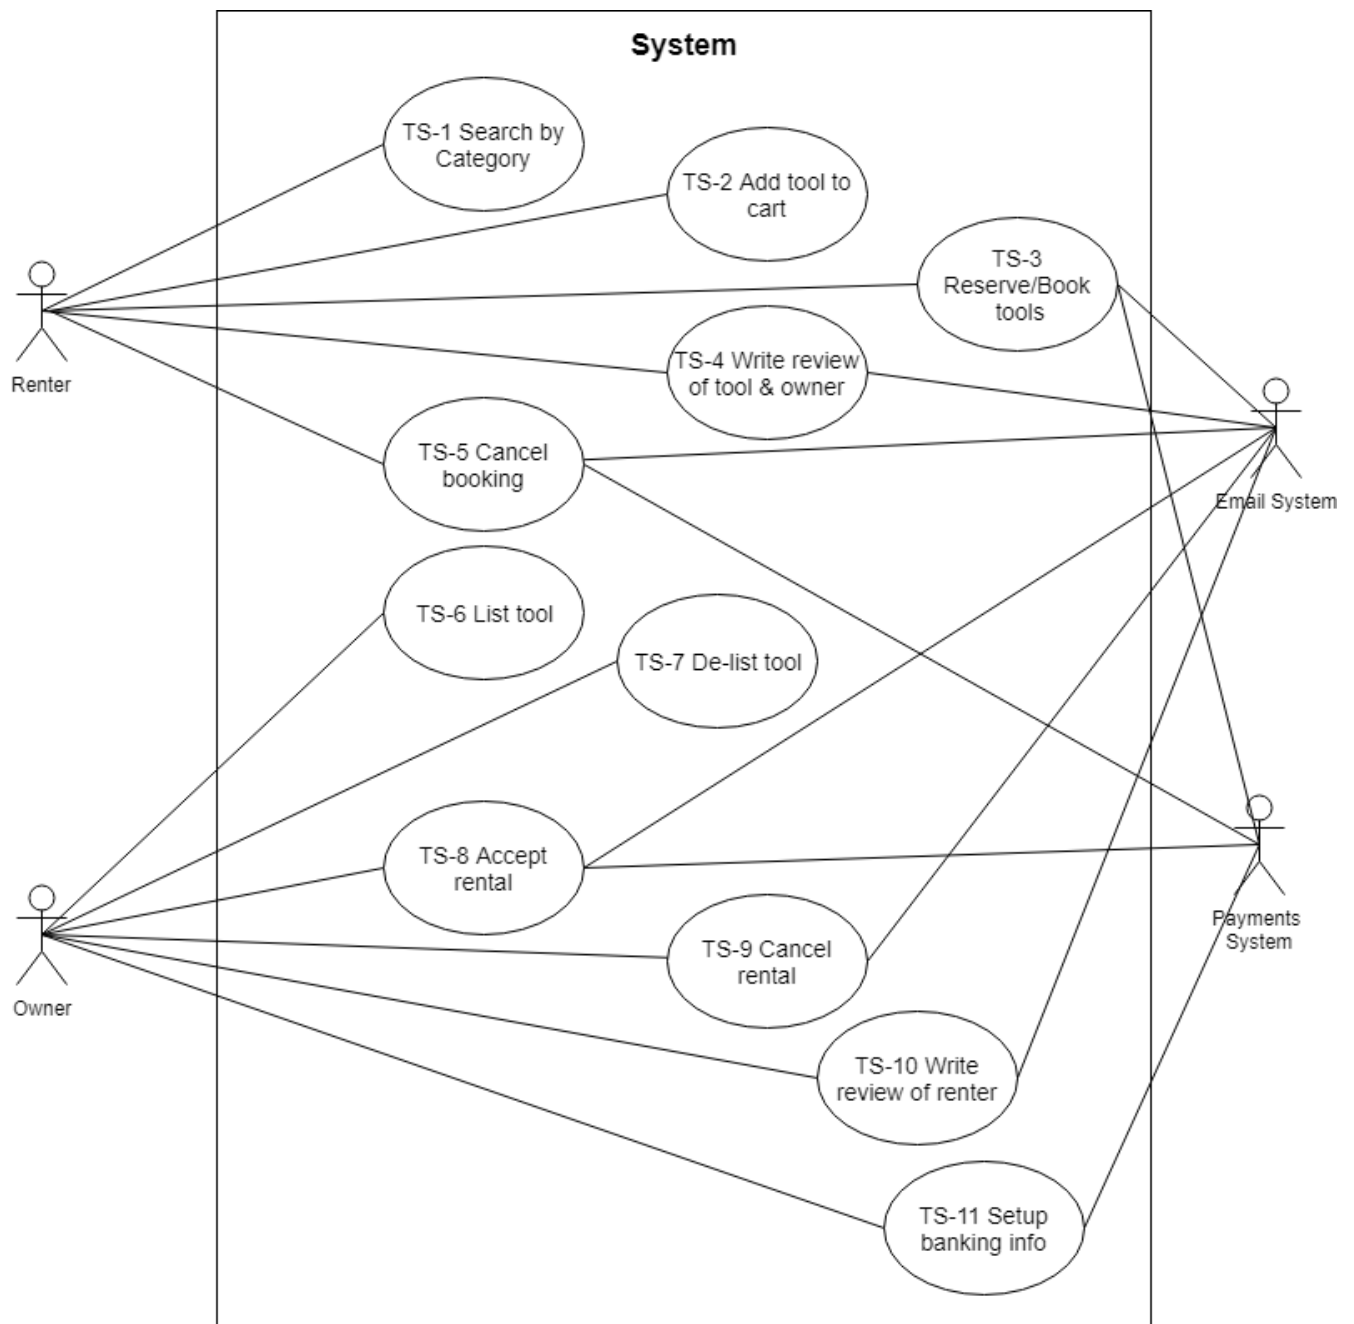 System
TS-1 Search by
Category
TS-2 Add tool to
cart
TS-3
Reserve/Book
tools
TS-4 Write review
of tool & owner
Renter
TS-5 Cancel
booking
Email System
TS-6 List tool
TS-7 De-list tool
TS-8 Accept
rental
Payments
System
TS-9 Cancel
rental
Owner
TS-10 Write
review of renter
TS-11 Setup
banking info